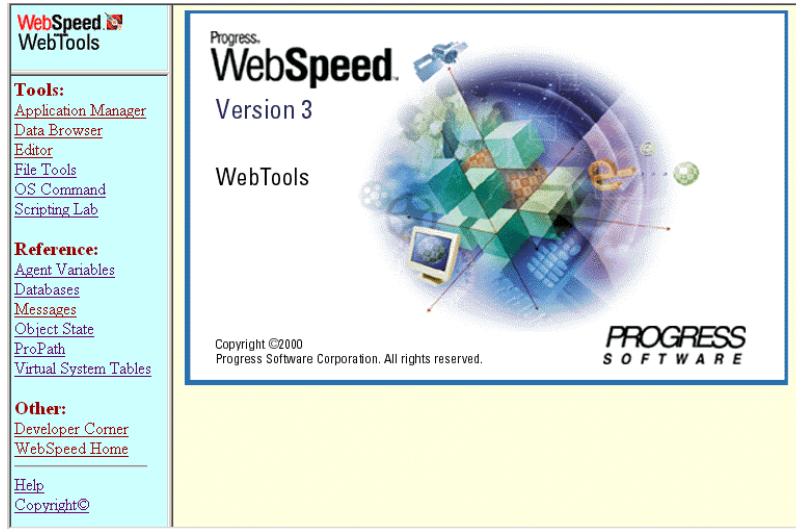 WebSpeed.
WebTools
Tools:
Application Manager
Data Browser
Editor
File Tools
OS Command
Scripting Lab
Reference:
Agent Variables
Databases
Messages
Object State
ProPath
Virtual System Tables
Other:
Developer Corner
WebSpeed Home
Help
Copyright©
Progress.
WebSpeed.
Version 3
WebTools
Copyright ©2000
Progress Software Corporation. All rights reserved.
PROGRESS
SOFTWARE